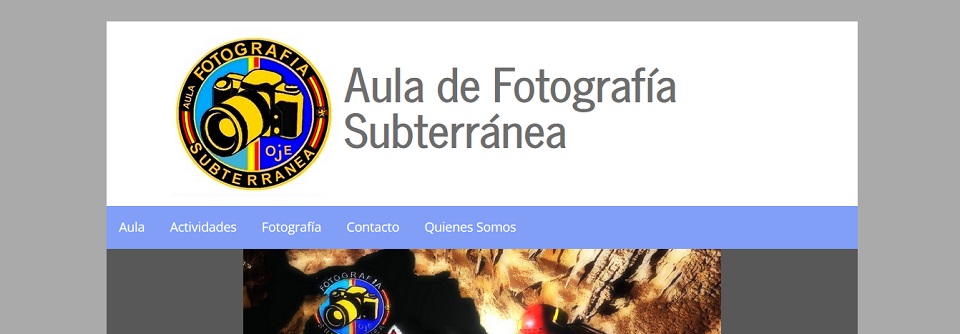 AULA FOTOGRAFIA
SUBTERRANEA
OJE
Aula de Fotografía
Subterránea
Aula Actividades Fotografía Contacto Quienes Somos
FOTOGRAFIA